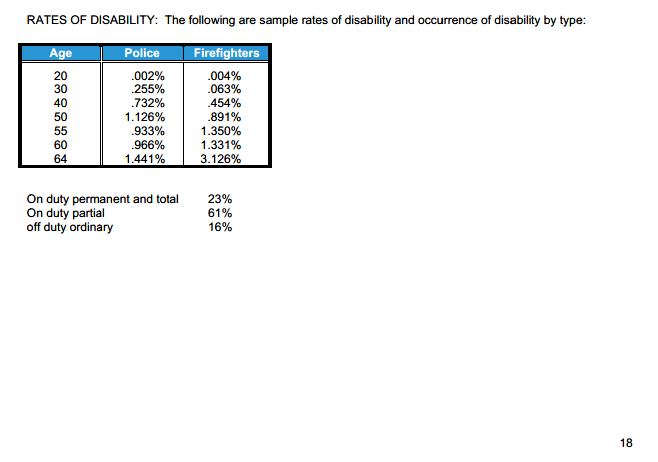 RATES OF DISABILITY: The following are sample rates of disability and occurrence of disability by type:
Age Police Firefighters
20 .002% .004%
30 .255% .063%
40 .732% .454%
50 1.126% .891%
55 .933% 1.350%
60 .966% 1.331%
64 1.441% 3.126%
On duty permanent and total 23%
On duty partial 61%
off duty ordinary 16%
18